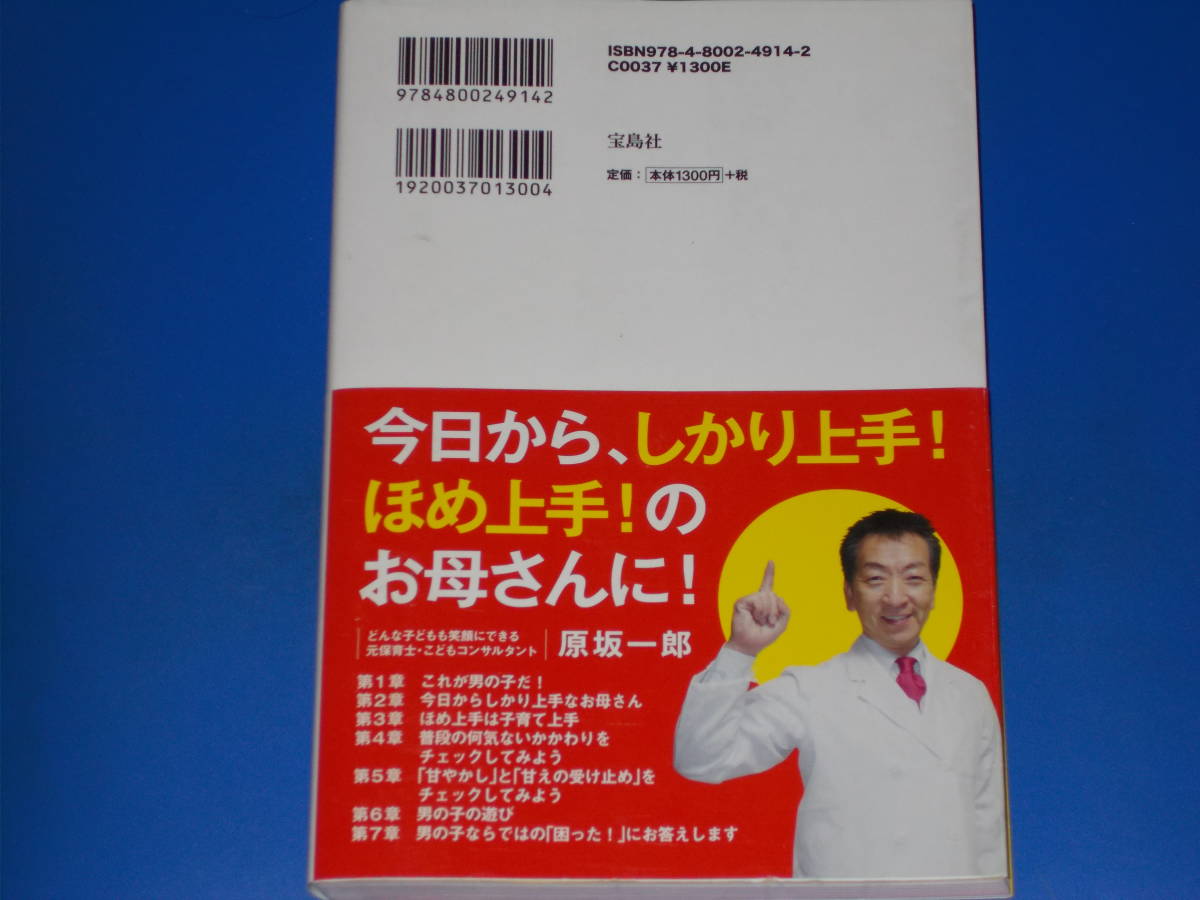 ISBN978-4-8002-4914-2
C0037 ¥1300E
9784800249142
宝島社
定価：本体1300円+税
1920037013004
今日から、しかり上手！
ほめ上手！の
お母さんに！
どんな子どもも笑顔にできる
元保育士・こどもコンサルタント
原坂一郎
第1章 これが男の子だ！
第2章 今日からしかり上手なお母さん
第3章 ほめ上手は子育て上手
第4章 普段の何気ないかかわりを
チェックしてみよう
第5章 「甘やかし」と「甘えの受け止め」を
チェックしてみよう
第6章 男の子の遊び
第7章 男の子ならではの「困った！」にお答えします